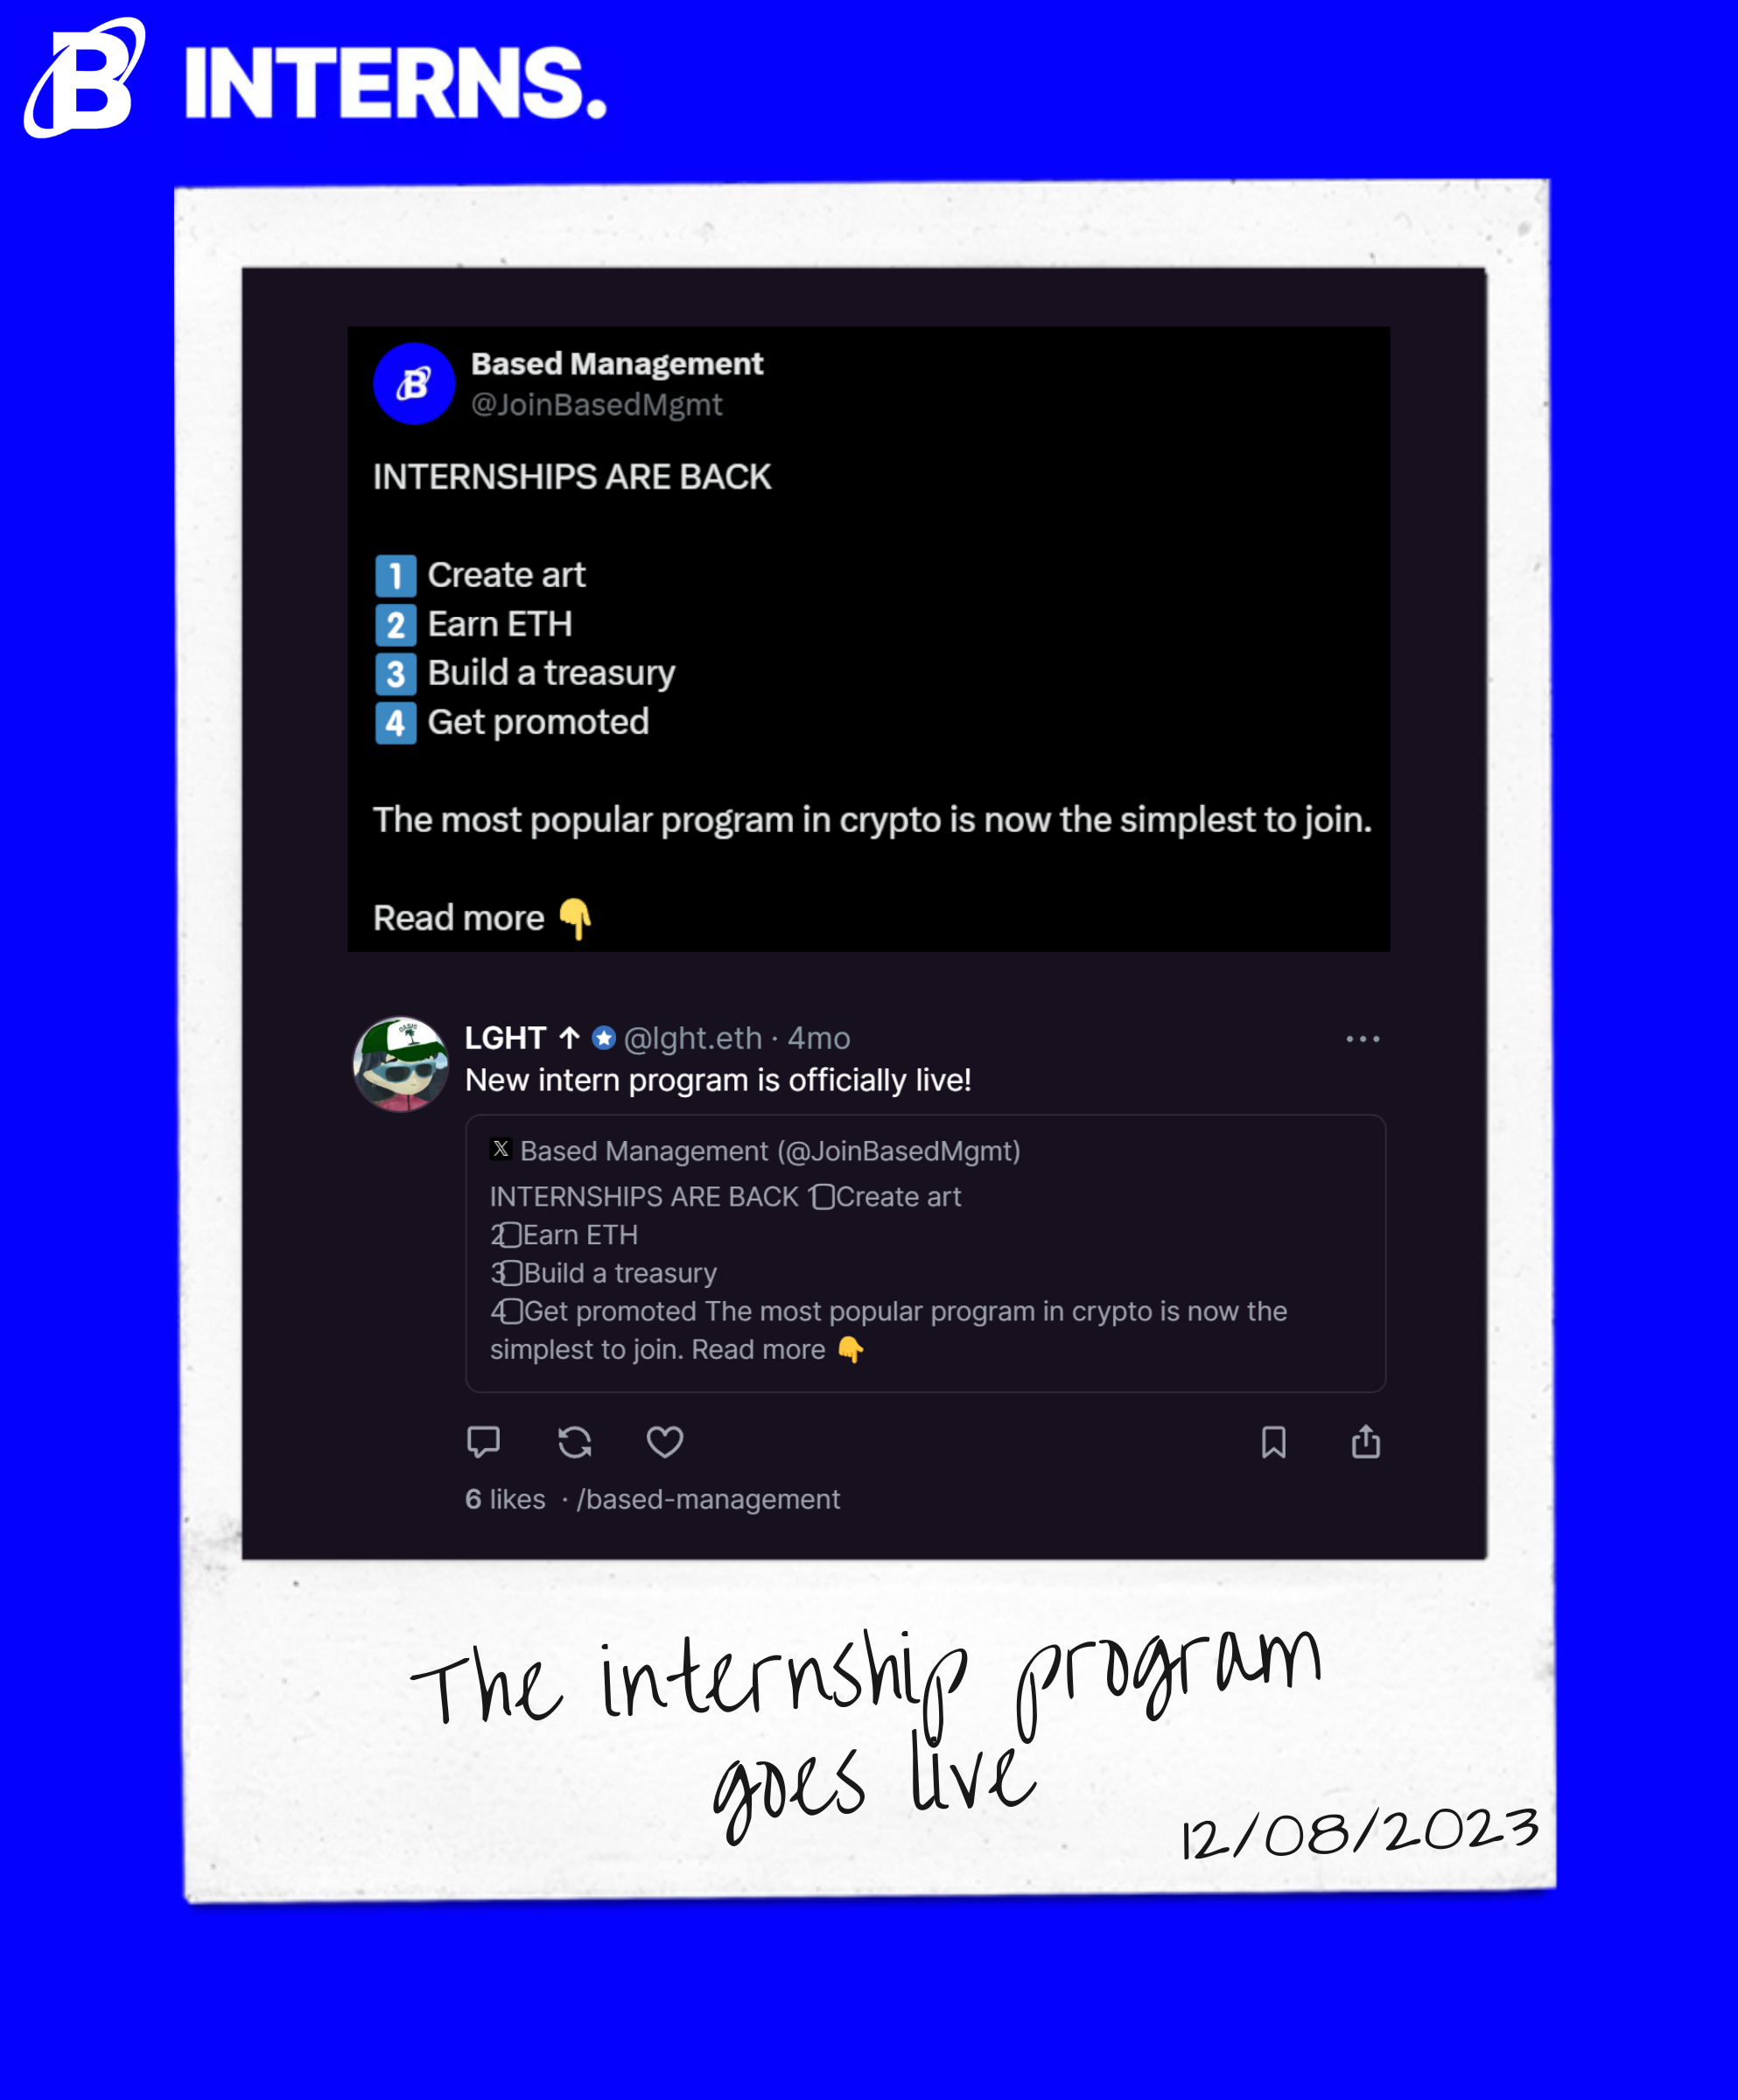 B INTERNS.
Based Management
@JoinBasedMgmt
INTERNSHIPS ARE BACK
1️⃣ Create art
2️⃣ Earn ETH
3️⃣ Build a treasury
4️⃣ Get promoted
The most popular program in crypto is now the simplest to join.
Read more 👇
OASIS
LGHT ↑ @lght.eth · 4mo
New intern program is officially live!
X Based Management (@JoinBasedMgmt)
INTERNSHIPS ARE BACK 1⃣Create art
2⃣Earn ETH
3⃣Build a treasury
4⃣Get promoted The most popular program in crypto is now the
simplest to join. Read more 👇
6 likes · /based-management
The internship program
goes live
12/08/2023